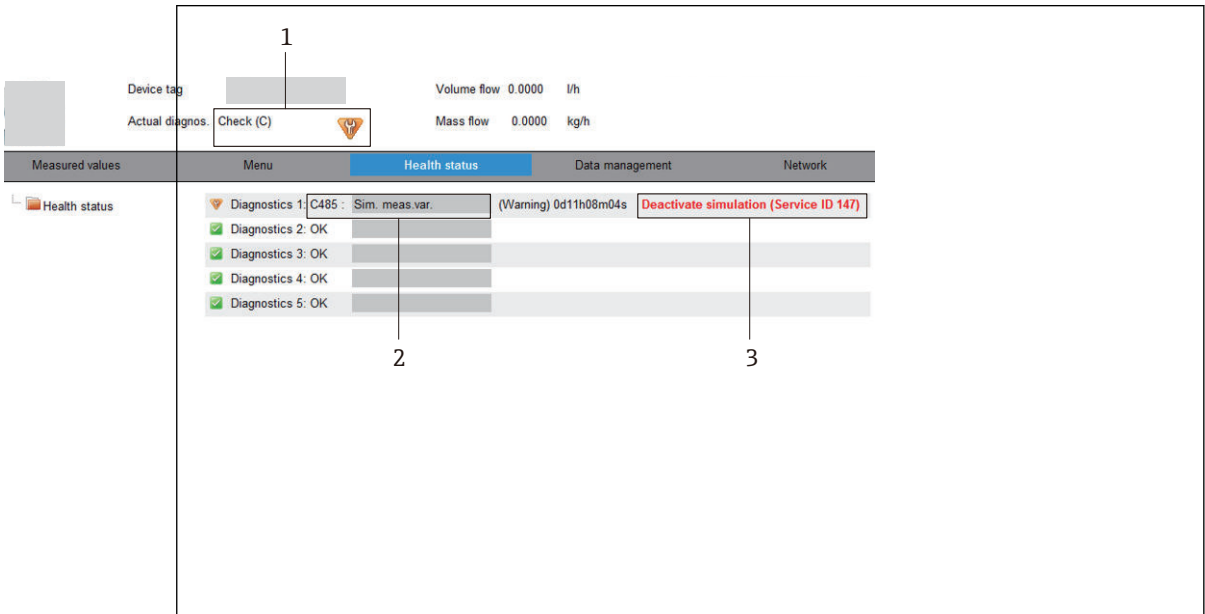 1
Device tag Volume flow 0.0000 l/h
Actual diagnos. Check (C) Mass flow 0.0000 kg/h
Measured values Menu Health status Data management Network
Health status
Diagnostics 1: C485 : Sim. meas.var. (Warning) 0d11h08m04s Deactivate simulation (Service ID 147)
Diagnostics 2: OK
Diagnostics 3: OK
Diagnostics 4: OK
Diagnostics 5: OK
2 3